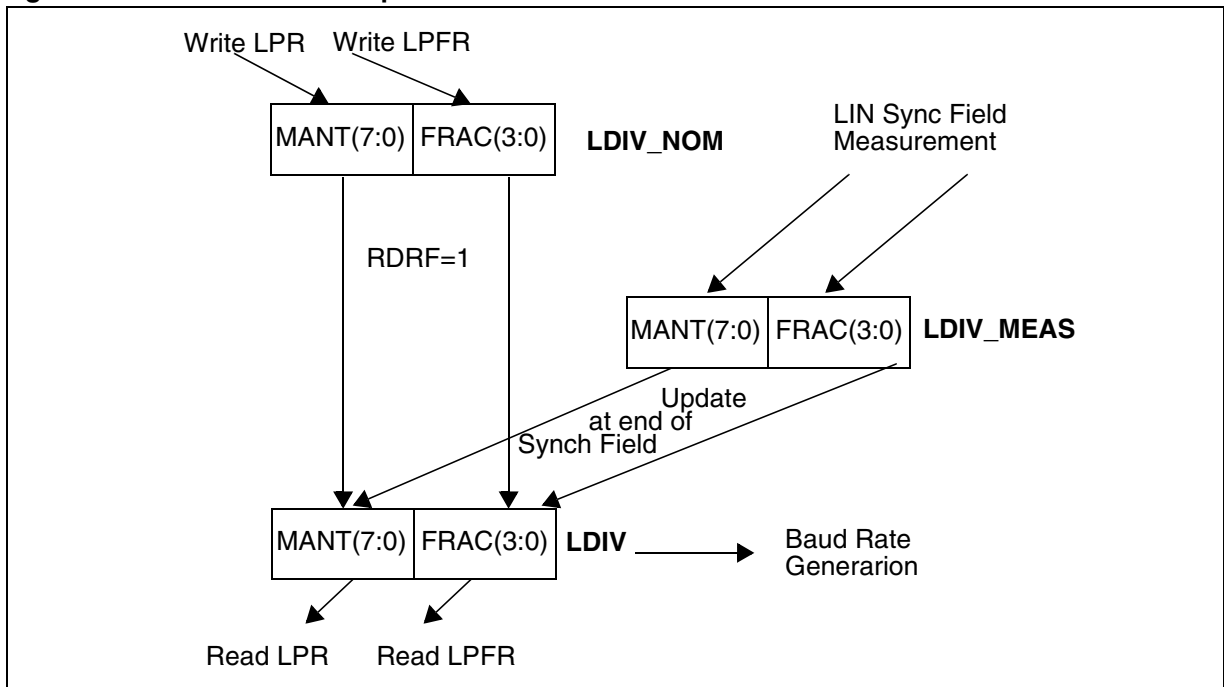 Write LPR Write LPFR
MANT(7:0) FRAC(3:0) LDIV_NOM
LIN Sync Field
Measurement
RDRF=1
MANT(7:0) FRAC(3:0) LDIV_MEAS
Update
at end of
Synch Field
MANT(7:0) FRAC(3:0) LDIV
Baud Rate
Generarion
Read LPR Read LPFR